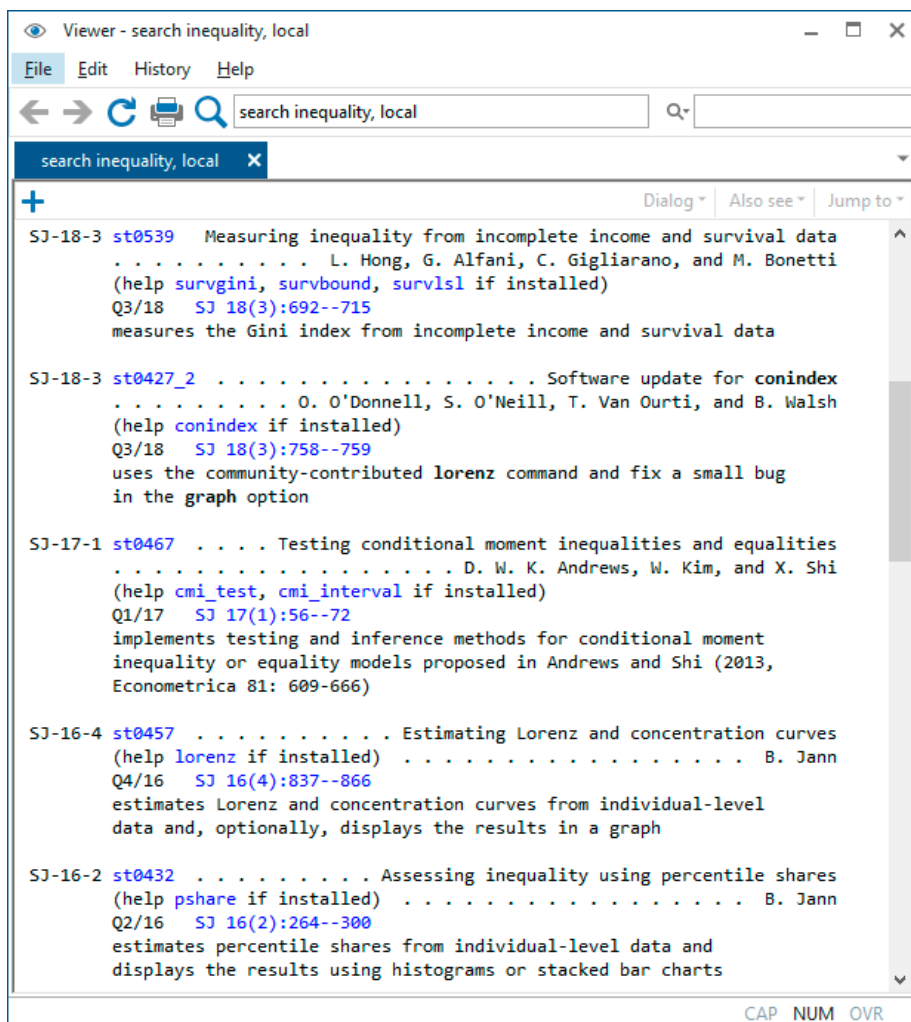 Viewer - search inequality, local
File Edit History Help
search inequality, local
search inequality, local
Dialog Also see Jump to
SJ-18-3 st0539 Measuring inequality from incomplete income and survival data
. . . . . . . . . . L. Hong, G. Alfani, C. Gigliarano, and M. Bonetti
(help survgini, survbound, survlsl if installed)
Q3/18 SJ 18(3):692--715
measures the Gini index from incomplete income and survival data
SJ-18-3 st0427_2 . . . . . . . . . . . . . . . . Software update for conindex
. . . . . . . . . O. O'Donnell, S. O'Neill, T. Van Ourti, and B. Walsh
(help conindex if installed)
Q3/18 SJ 18(3):758--759
uses the community-contributed lorenz command and fix a small bug
in the graph option
SJ-17-1 st0467 . . . . Testing conditional moment inequalities and equalities
. . . . . . . . . . . . . . . . . D. W. K. Andrews, W. Kim, and X. Shi
(help cmi_test, cmi_interval if installed)
Q1/17 SJ 17(1):56--72
implements testing and inference methods for conditional moment
inequality or equality models proposed in Andrews and Shi (2013,
Econometrica 81: 609-666)
SJ-16-4 st0457 . . . . . . . . . . Estimating Lorenz and concentration curves
(help lorenz if installed) . . . . . . . . . . . . . . . . . B. Jann
Q4/16 SJ 16(4):837--866
estimates Lorenz and concentration curves from individual-level
data and, optionally, displays the results in a graph
SJ-16-2 st0432 . . . . . . . . . Assessing inequality using percentile shares
(help pshare if installed) . . . . . . . . . . . . . . . . . B. Jann
Q2/16 SJ 16(2):264--300
estimates percentile shares from individual-level data and
displays the results using histograms or stacked bar charts
CAP NUM OVR